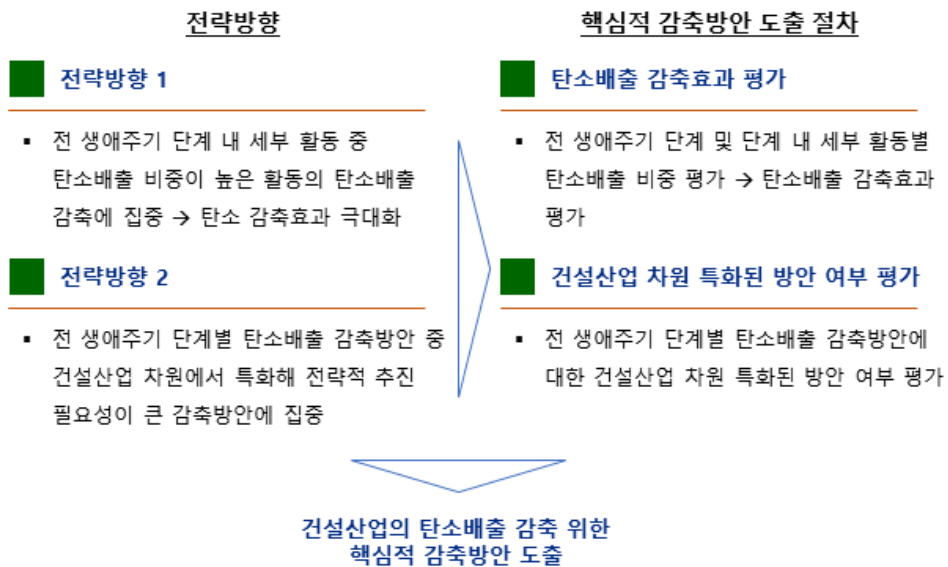 전략방향
전략방향 1
▪ 전 생애주기 단계 내 세부 활동 중
탄소배출 비중이 높은 활동의 탄소배출
감축에 집중 → 탄소 감축효과 극대화
전략방향 2
▪ 전 생애주기 단계별 탄소배출 감축방안 중
건설산업 차원에서 특화해 전략적 추진
필요성이 큰 감축방안에 집중
핵심적 감축방안 도출 절차
탄소배출 감축효과 평가
▪ 전 생애주기 단계 및 단계 내 세부 활동별
탄소배출 비중 평가 → 탄소배출 감축효과
평가
건설산업 차원 특화된 방안 여부 평가
▪ 전 생애주기 단계별 탄소배출 감축방안에
대한 건설산업 차원 특화된 방안 여부 평가
건설산업의 탄소배출 감축 위한
핵심적 감축방안 도출